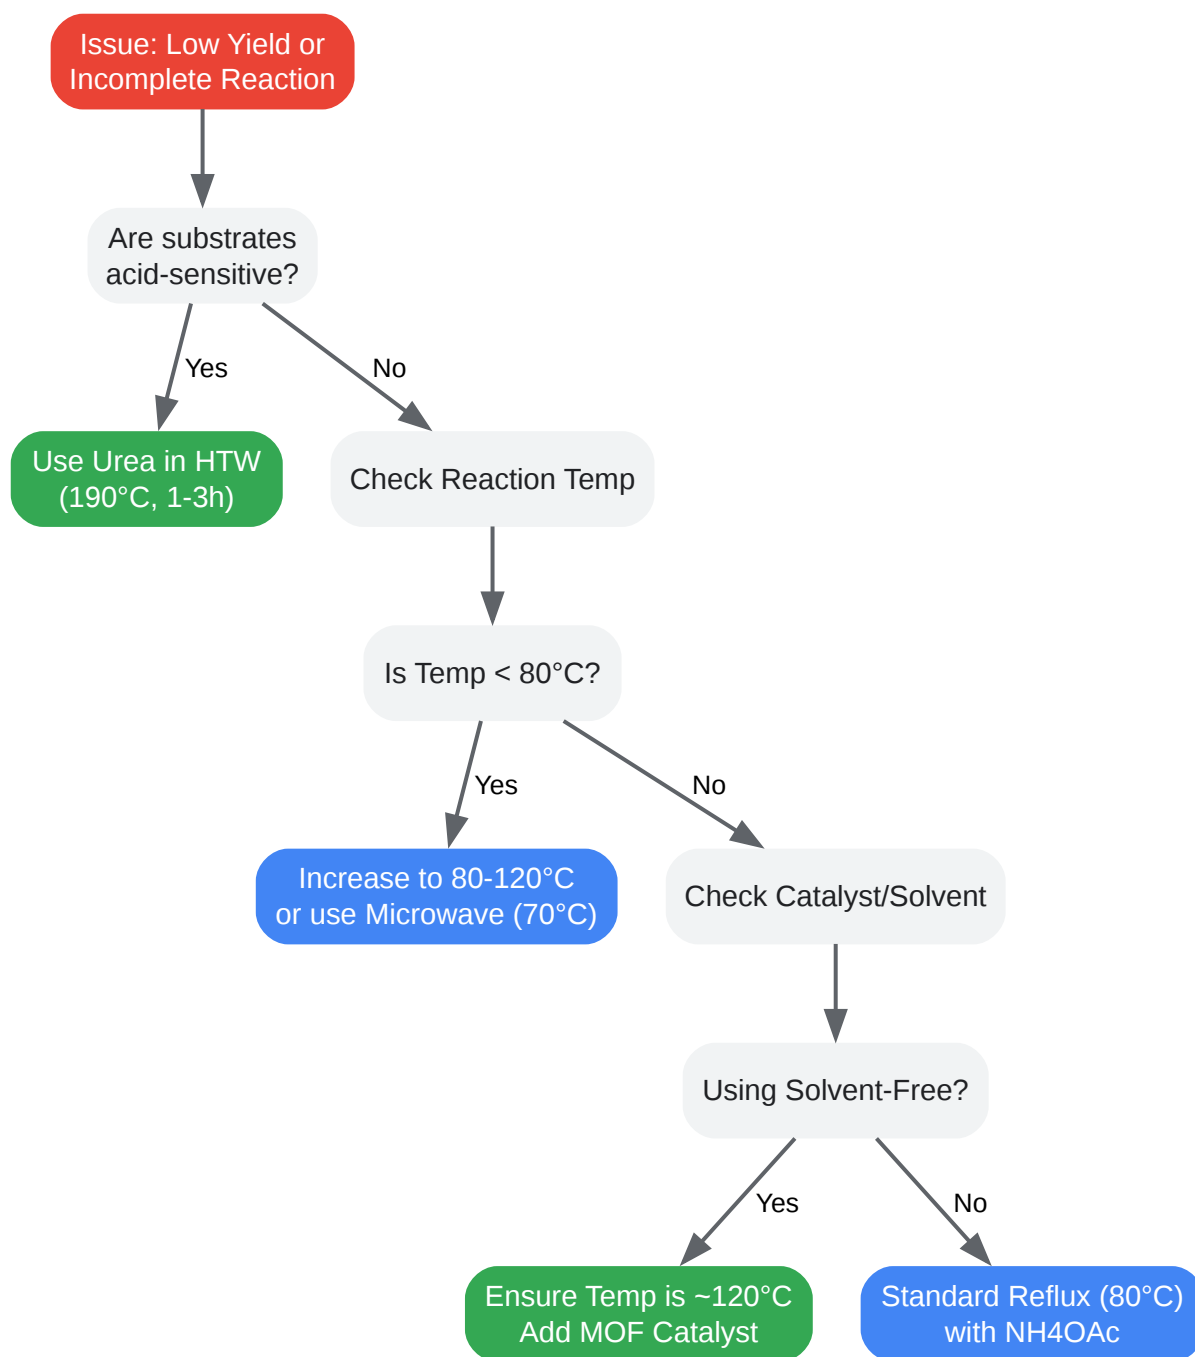 Issue: Low Yield or
Incomplete Reaction
Are substrates
acid-sensitive?
Yes
No
Use Urea in HTW
(190°C, 1-3h)
Check Reaction Temp
Is Temp < 80°C?
Yes
No
Increase to 80-120°C
or use Microwave (70°C)
Check Catalyst/Solvent
Using Solvent-Free?
Yes
No
Ensure Temp is ~120°C
Add MOF Catalyst
Standard Reflux (80°C)
with NH4OAc